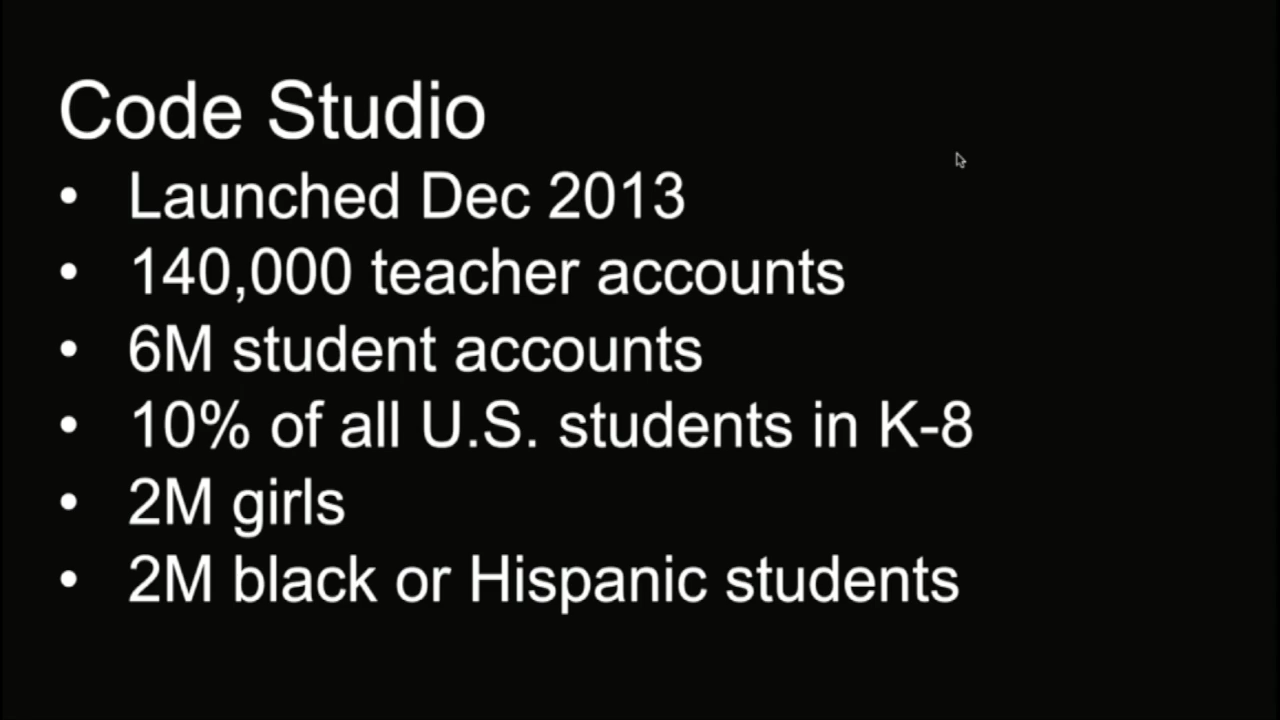 Code Studio
• Launched Dec 2013
• 140,000 teacher accounts
• 6M student accounts
• 10% of all U.S. students in K-8
• 2M girls
• 2M black or Hispanic students